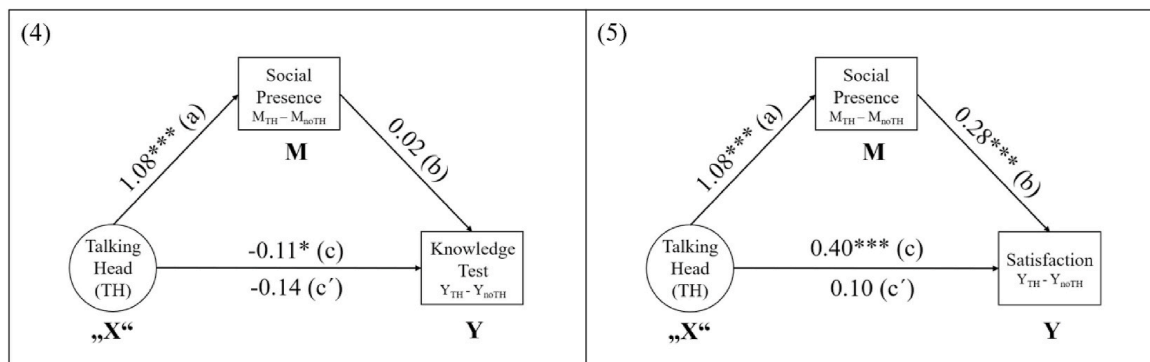 (4)
Social
Presence
M_TH – M_noTH
M
1.08*** (a)
0.02 (b)
Talking
Head
(TH)
„X“
-0.11* (c)
-0.14 (c´)
Knowledge
Test
Y_TH - Y_noTH
Y
(5)
Social
Presence
M_TH – M_noTH
M
1.08*** (a)
0.28*** (b)
Talking
Head
(TH)
„X“
0.40*** (c)
0.10 (c´)
Satisfaction
Y_TH - Y_noTH
Y